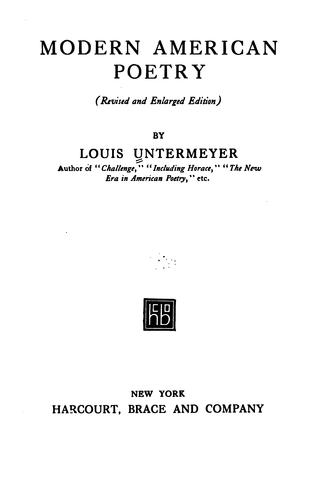 MODERN AMERICAN
POETRY
(Revised and Enlarged Edition)
BY
LOUIS UNTERMEYER
Author of "Challenge," "Including Horace," "The New
Era in American Poetry," etc.
NEW YORK
HARCOURT, BRACE AND COMPANY